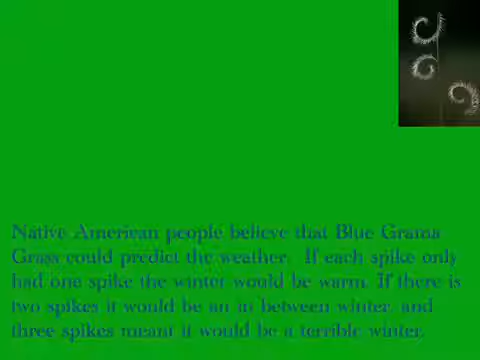 Native American people believe that Blue Grama
Grass could predict the weather. If each spike only
had one spike the winter would be warm. If there is
two spikes it would be an in between winter, and
three spikes meant it would be a terrible winter.